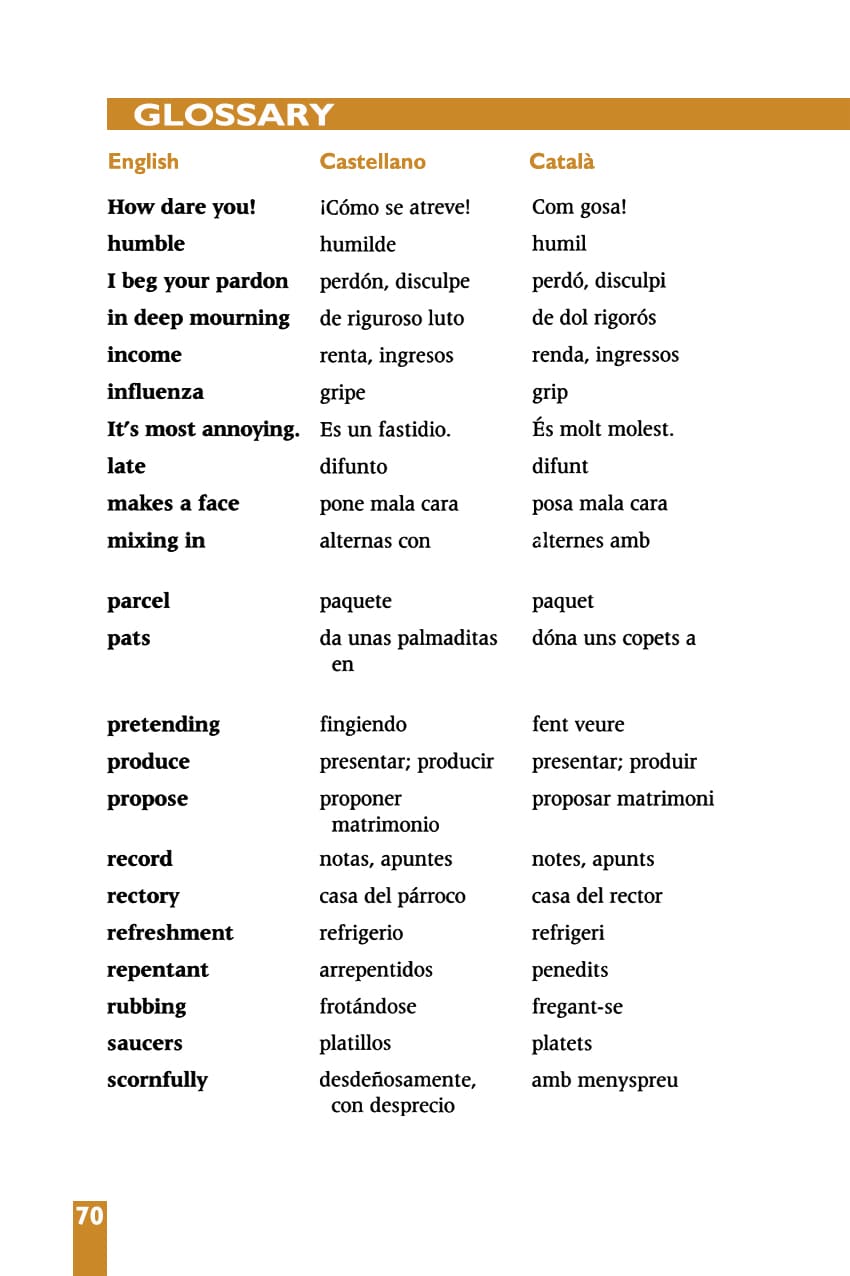 GLOSSARY
English Castellano Català
How dare you! ¡Cómo se atreve! Com gosa!
humble humilde humil
I beg your pardon perdón, disculpe perdó, disculpi
in deep mourning de riguroso luto de dol rigorós
income renta, ingresos renda, ingressos
influenza gripe grip
It's most annoying. Es un fastidio. És molt molest.
late difunto difunt
makes a face pone mala cara posa mala cara
mixing in alternas con alternes amb
parcel paquete paquet
pats da unas palmaditas dóna uns copets a
en
pretending fingiendo fent veure
produce presentar; producir presentar; produir
propose proponer proposar matrimoni
matrimonio
record notas, apuntes notes, apunts
rectory casa del párroco casa del rector
refreshment refrigerio refrigeri
repentant arrepentidos penedits
rubbing frotándose fregant-se
saucers platillos platets
scornfully desdeñosamente, amb menyspreu
con desprecio
70